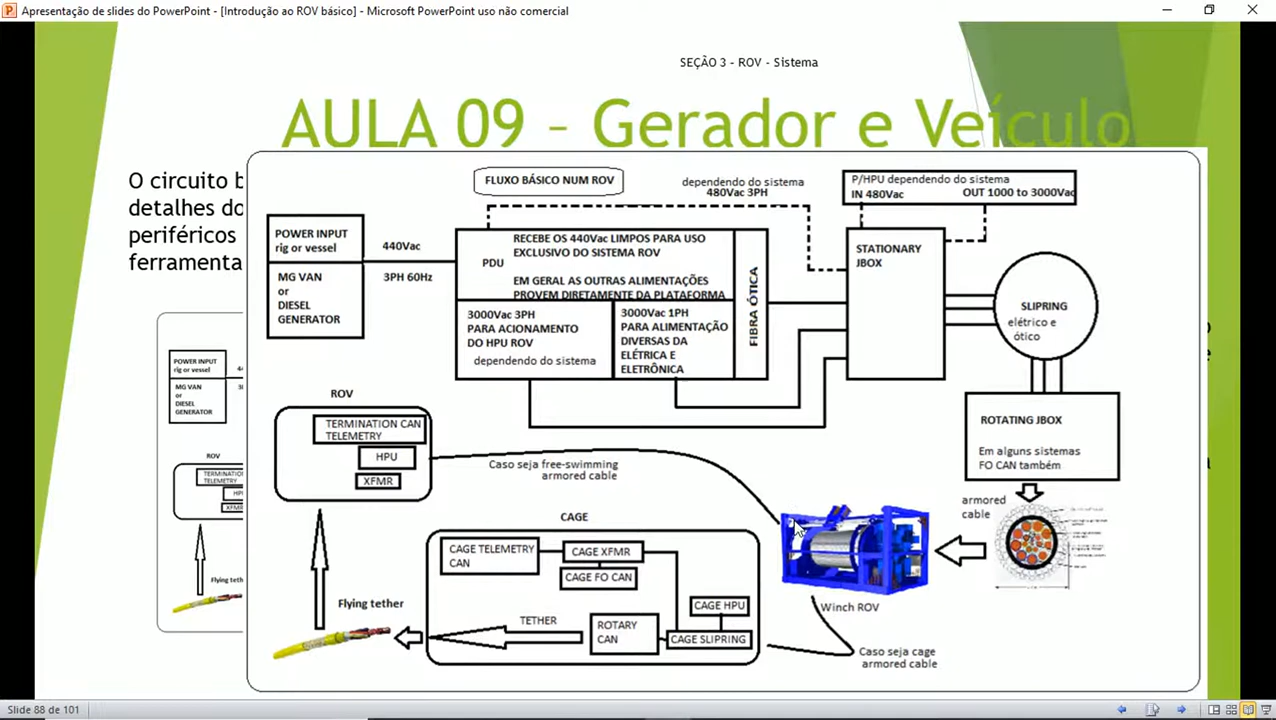 Apresentação de slides do PowerPoint - [Introdução ao ROV básico] - Microsoft PowerPoint uso não comercial
SEÇÃO 3 - ROV - Sistema
AULA 09 - Gerador e Veículo
O circuito b
detalhes do
periféricos
ferramenta
FLUXO BÁSICO NUM ROV
dependendo do sistema
480Vac 3PH
P/HPU dependendo do sistema
IN 480Vac
OUT 1000 to 3000Vac
POWER INPUT
rig or vessel
MG VAN
or
DIESEL
GENERATOR
440Vac
3PH 60Hz
PDU
RECEBE OS 440Vac LIMPOS PARA USO
EXCLUSIVO DO SISTEMA ROV
EM GERAL AS OUTRAS ALIMENTAÇÕES
PROVEM DIRETAMENTE DA PLATAFORMA
3000Vac 3PH
PARA ACIONAMENTO
DO HPU ROV
dependendo do sistema
3000Vac 1PH
PARA ALIMENTAÇÃO
DIVERSAS DA
ELÉTRICA E
ELETRÔNICA
FIBRA ÓTICA
STATIONARY
JBOX
SLIPRING
elétrico e
ótico
ROTATING JBOX
Em alguns sistemas
FO CAN também
armored
cable
ROV
TERMINATION CAN
TELEMETRY
HPU
XFMR
Caso seja free-swimming
armored cable
CAGE
CAGE TELEMETRY
CAN
CAGE XFMR
CAGE FO CAN
CAGE HPU
TETHER
ROTARY
CAN
CAGE SLIPRING
Flying tether
Winch ROV
Caso seja cage
armored cable
POWER INPUT
rig or vessel
MG VAN
or
DIESEL
GENERATOR
ROV
TERMINATIO
TELEMETRY
Flying teth
Slide 88 de 101